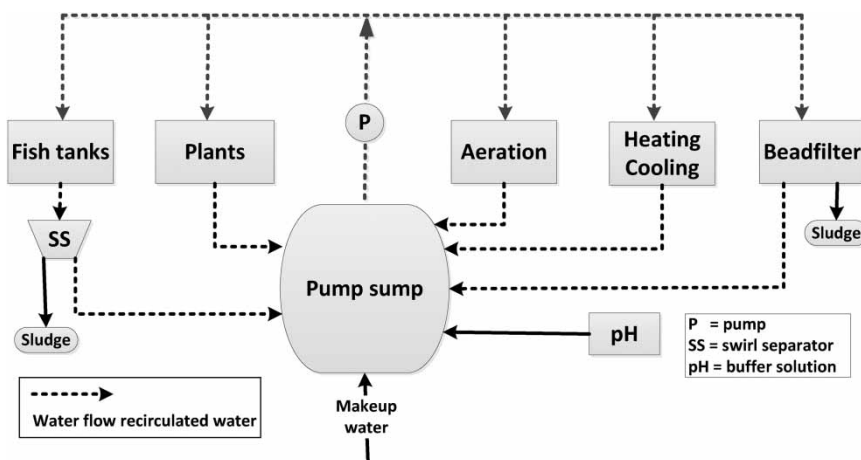 P
Fish tanks
Plants
Aeration
Heating
Cooling
Beadfilter
SS
Sludge
Pump sump
Sludge
pH
P = pump
SS = swirl separator
pH = buffer solution
Water flow recirculated water
Makeup
water